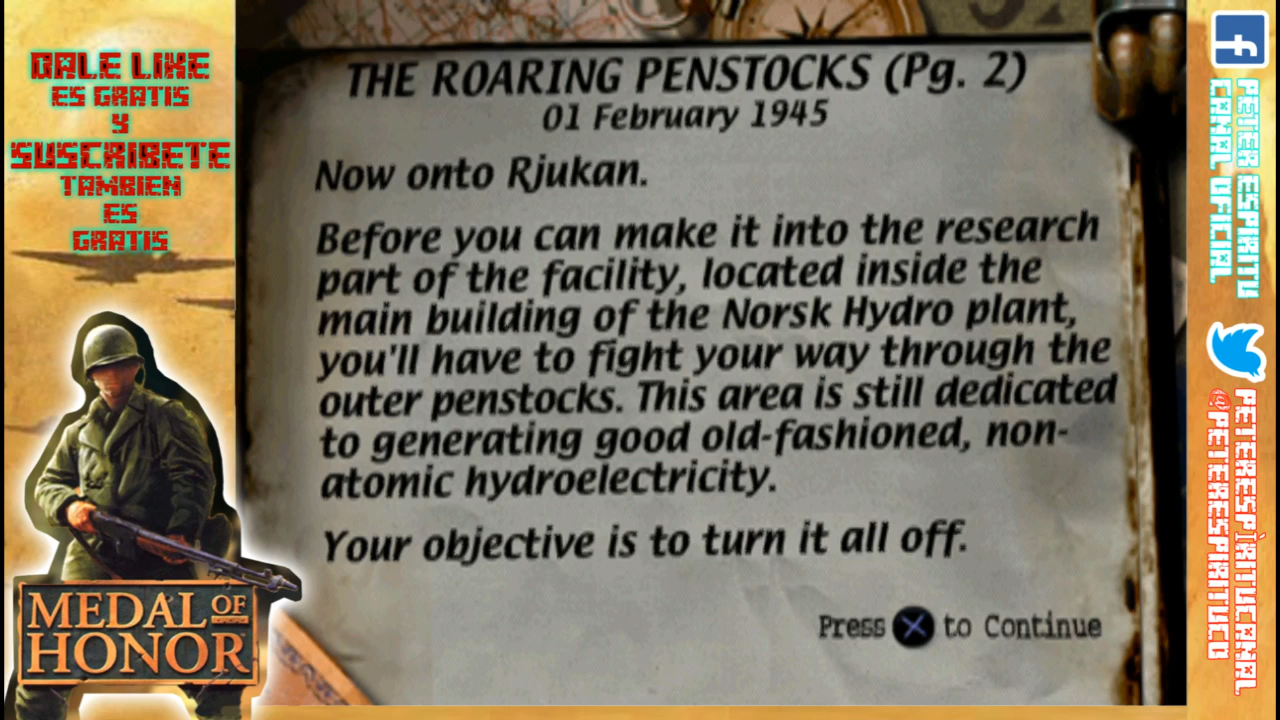 DALE LIKE
ES GRATIS
Y
SUSCRIBETE
TAMBIEN
ES
GRATIS
MEDAL OF
HONOR
THE ROARING PENSTOCKS (Pg. 2)
01 February 1945
Now onto Rjukan.
Before you can make it into the research
part of the facility, located inside the
main building of the Norsk Hydro plant,
you'll have to fight your way through the
outer penstocks. This area is still dedicated
to generating good old-fashioned, non-
atomic hydroelectricity.
Your objective is to turn it all off.
Press X to Continue
f
PETER ESPIRITU
CANAL OFICIAL
PETERESPÌRITUCANAL
@PETERESPIRITUCO